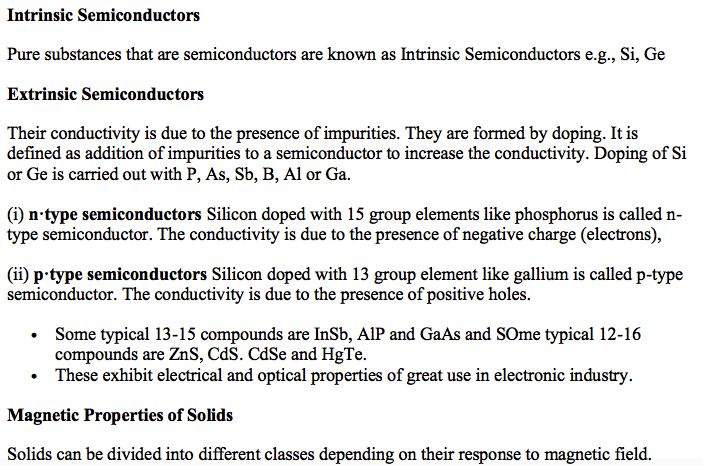 Intrinsic Semiconductors
Pure substances that are semiconductors are known as Intrinsic Semiconductors e.g., Si, Ge
Extrinsic Semiconductors
Their conductivity is due to the presence of impurities. They are formed by doping. It is
defined as addition of impurities to a semiconductor to increase the conductivity. Doping of Si
or Ge is carried out with P, As, Sb, B, Al or Ga.
(i) n·type semiconductors Silicon doped with 15 group elements like phosphorus is called n-
type semiconductor. The conductivity is due to the presence of negative charge (electrons),
(ii) p·type semiconductors Silicon doped with 13 group element like gallium is called p-type
semiconductor. The conductivity is due to the presence of positive holes.
• Some typical 13-15 compounds are InSb, AlP and GaAs and SOme typical 12-16
compounds are ZnS, CdS. CdSe and HgTe.
• These exhibit electrical and optical properties of great use in electronic industry.
Magnetic Properties of Solids
Solids can be divided into different classes depending on their response to magnetic field.